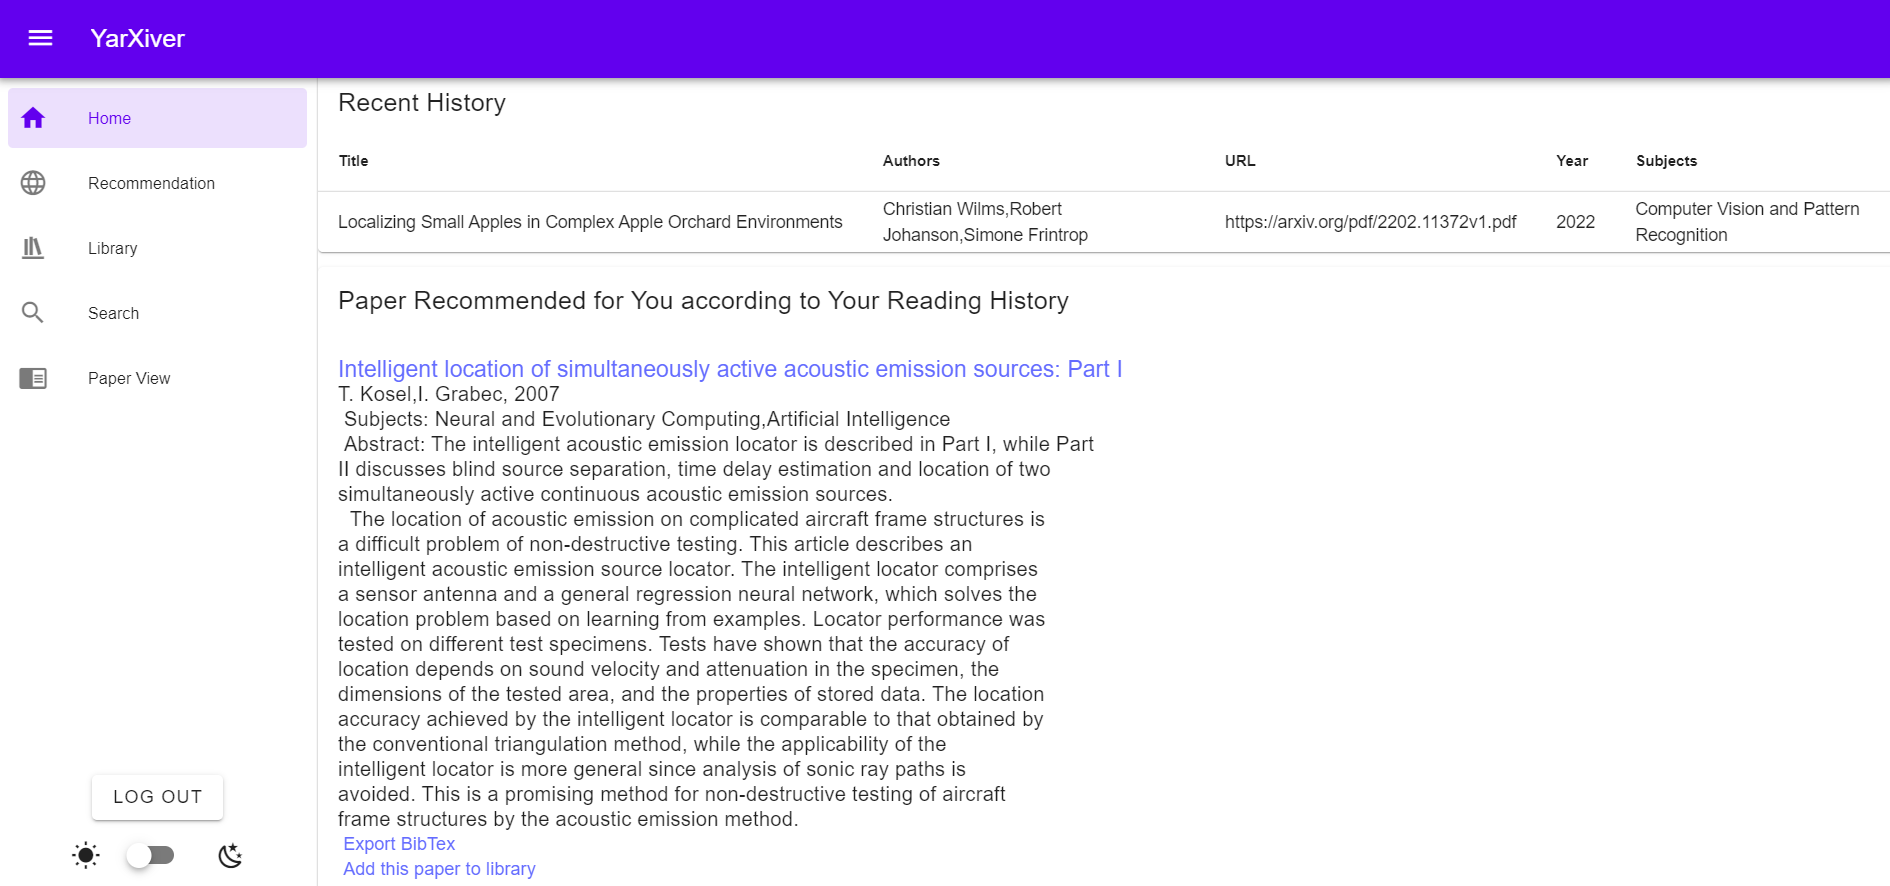 YarXiver
Home
Recommendation
Library
Search
Paper View
LOG OUT
Recent History
Title Authors URL Year Subjects
Localizing Small Apples in Complex Apple Orchard Environments
Christian Wilms,Robert
Johanson,Simone Frintrop
https://arxiv.org/pdf/2202.11372v1.pdf
2022
Computer Vision and Pattern
Recognition
Paper Recommended for You according to Your Reading History
Intelligent location of simultaneously active acoustic emission sources: Part I
T. Kosel,I. Grabec, 2007
Subjects: Neural and Evolutionary Computing,Artificial Intelligence
Abstract: The intelligent acoustic emission locator is described in Part I, while Part
II discusses blind source separation, time delay estimation and location of two
simultaneously active continuous acoustic emission sources.
The location of acoustic emission on complicated aircraft frame structures is
a difficult problem of non-destructive testing. This article describes an
intelligent acoustic emission source locator. The intelligent locator comprises
a sensor antenna and a general regression neural network, which solves the
location problem based on learning from examples. Locator performance was
tested on different test specimens. Tests have shown that the accuracy of
location depends on sound velocity and attenuation in the specimen, the
dimensions of the tested area, and the properties of stored data. The location
accuracy achieved by the intelligent locator is comparable to that obtained by
the conventional triangulation method, while the applicability of the
intelligent locator is more general since analysis of sonic ray paths is
avoided. This is a promising method for non-destructive testing of aircraft
frame structures by the acoustic emission method.
Export BibTex
Add this paper to library